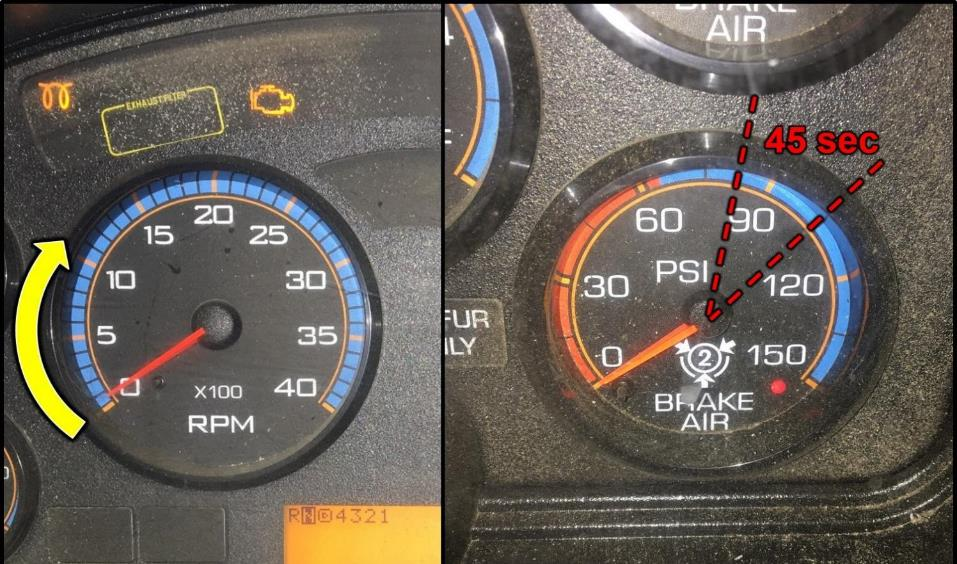 EXHAUST FILTER
20
15 25
10 30
5 35
0 X100 40
RPM
RND4321
BRAKE
AIR
45 sec
60 90
PSI
30 120
0 2 150
BRAKE
AIR
FUR
LY